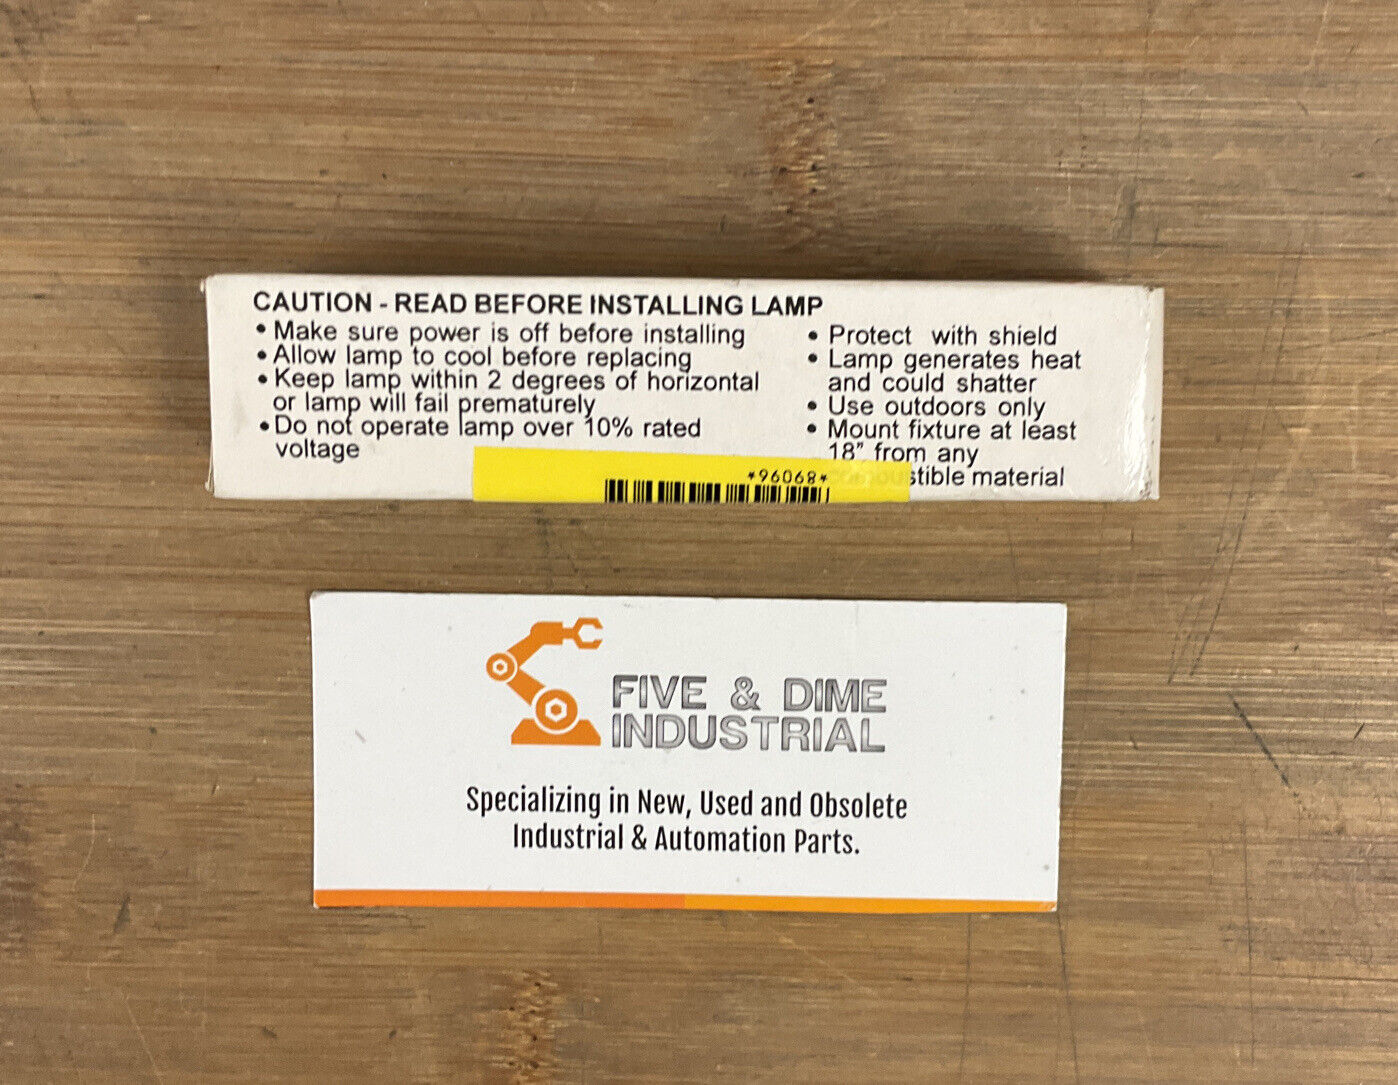 CAUTION - READ BEFORE INSTALLING LAMP
• Make sure power is off before installing
• Allow lamp to cool before replacing
• Keep lamp within 2 degrees of horizontal
or lamp will fail prematurely
• Do not operate lamp over 10% rated
voltage
• Protect with shield
• Lamp generates heat
and could shatter
• Use outdoors only
• Mount fixture at least
18” from any
combustible material
*96068*
FIVE & DIME
INDUSTRIAL
Specializing in New, Used and Obsolete
Industrial & Automation Parts.